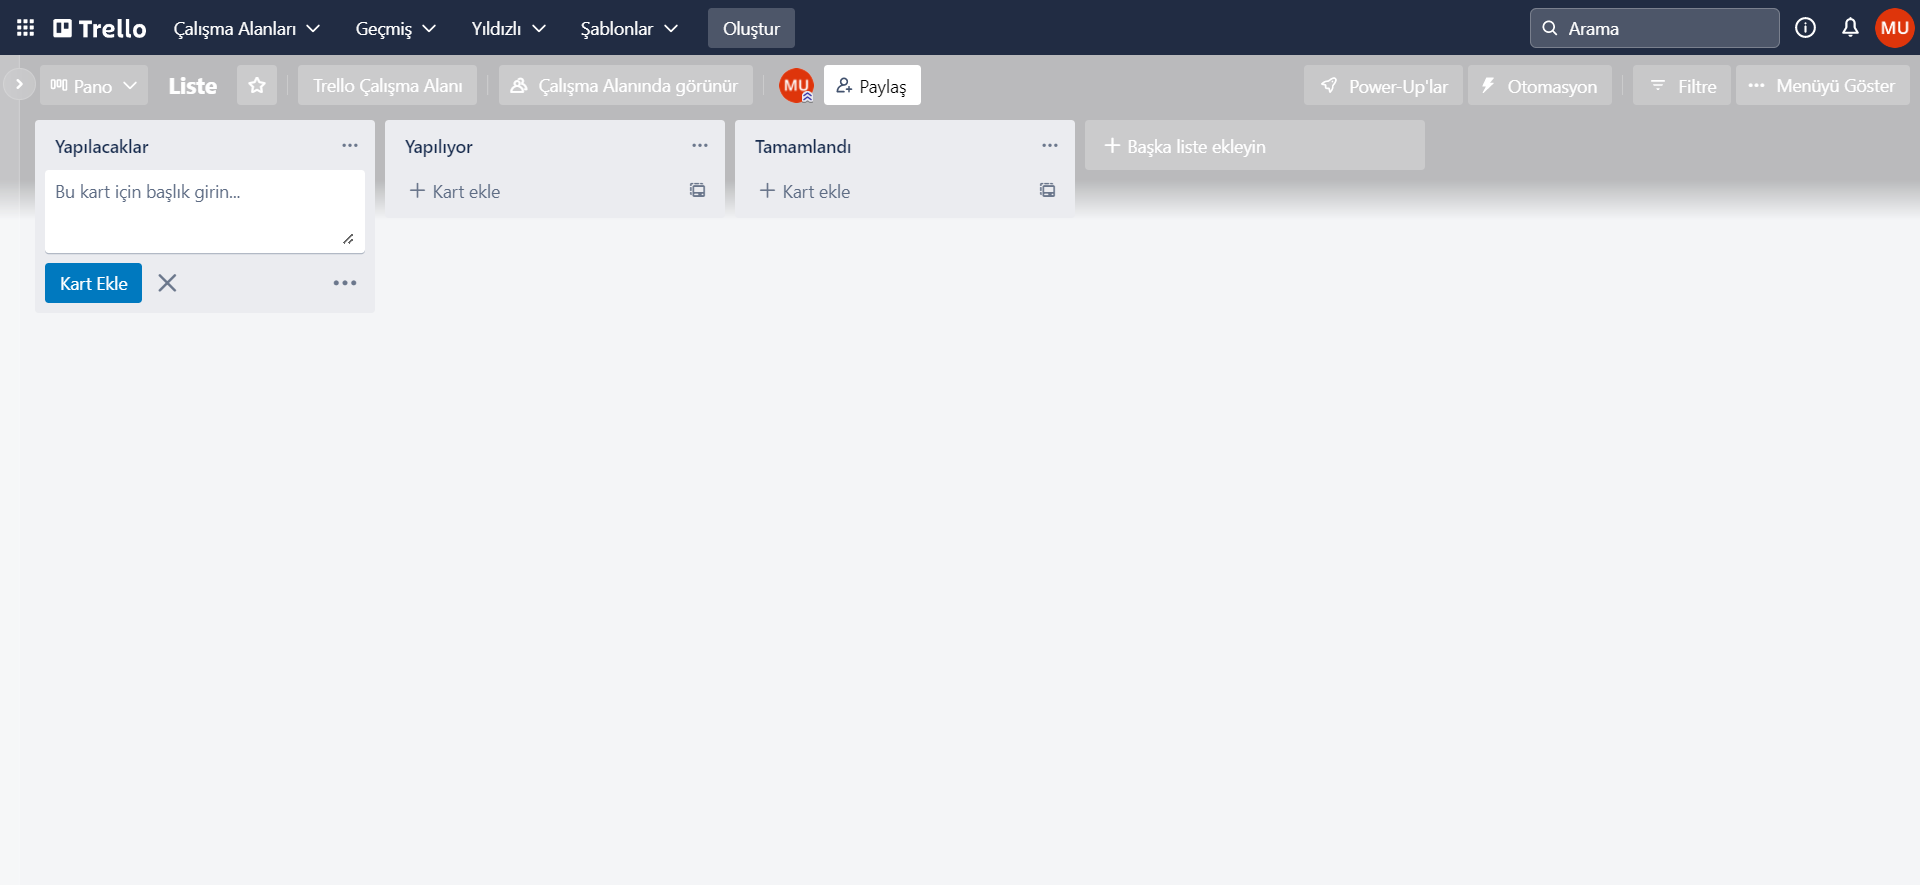 Trello Çalışma Alanları Geçmiş Yıldızlı Şablonlar Oluştur Arama MU
Pano Liste Trello Çalışma Alanı Çalışma Alanında görünür MU Paylaş Power-Up'lar Otomasyon Filtre Menüyü Göster
Yapılacaklar Yapılıyor Tamamlandı Başka liste ekleyin
Bu kart için başlık girin... Kart ekle Kart ekle
Kart Ekle